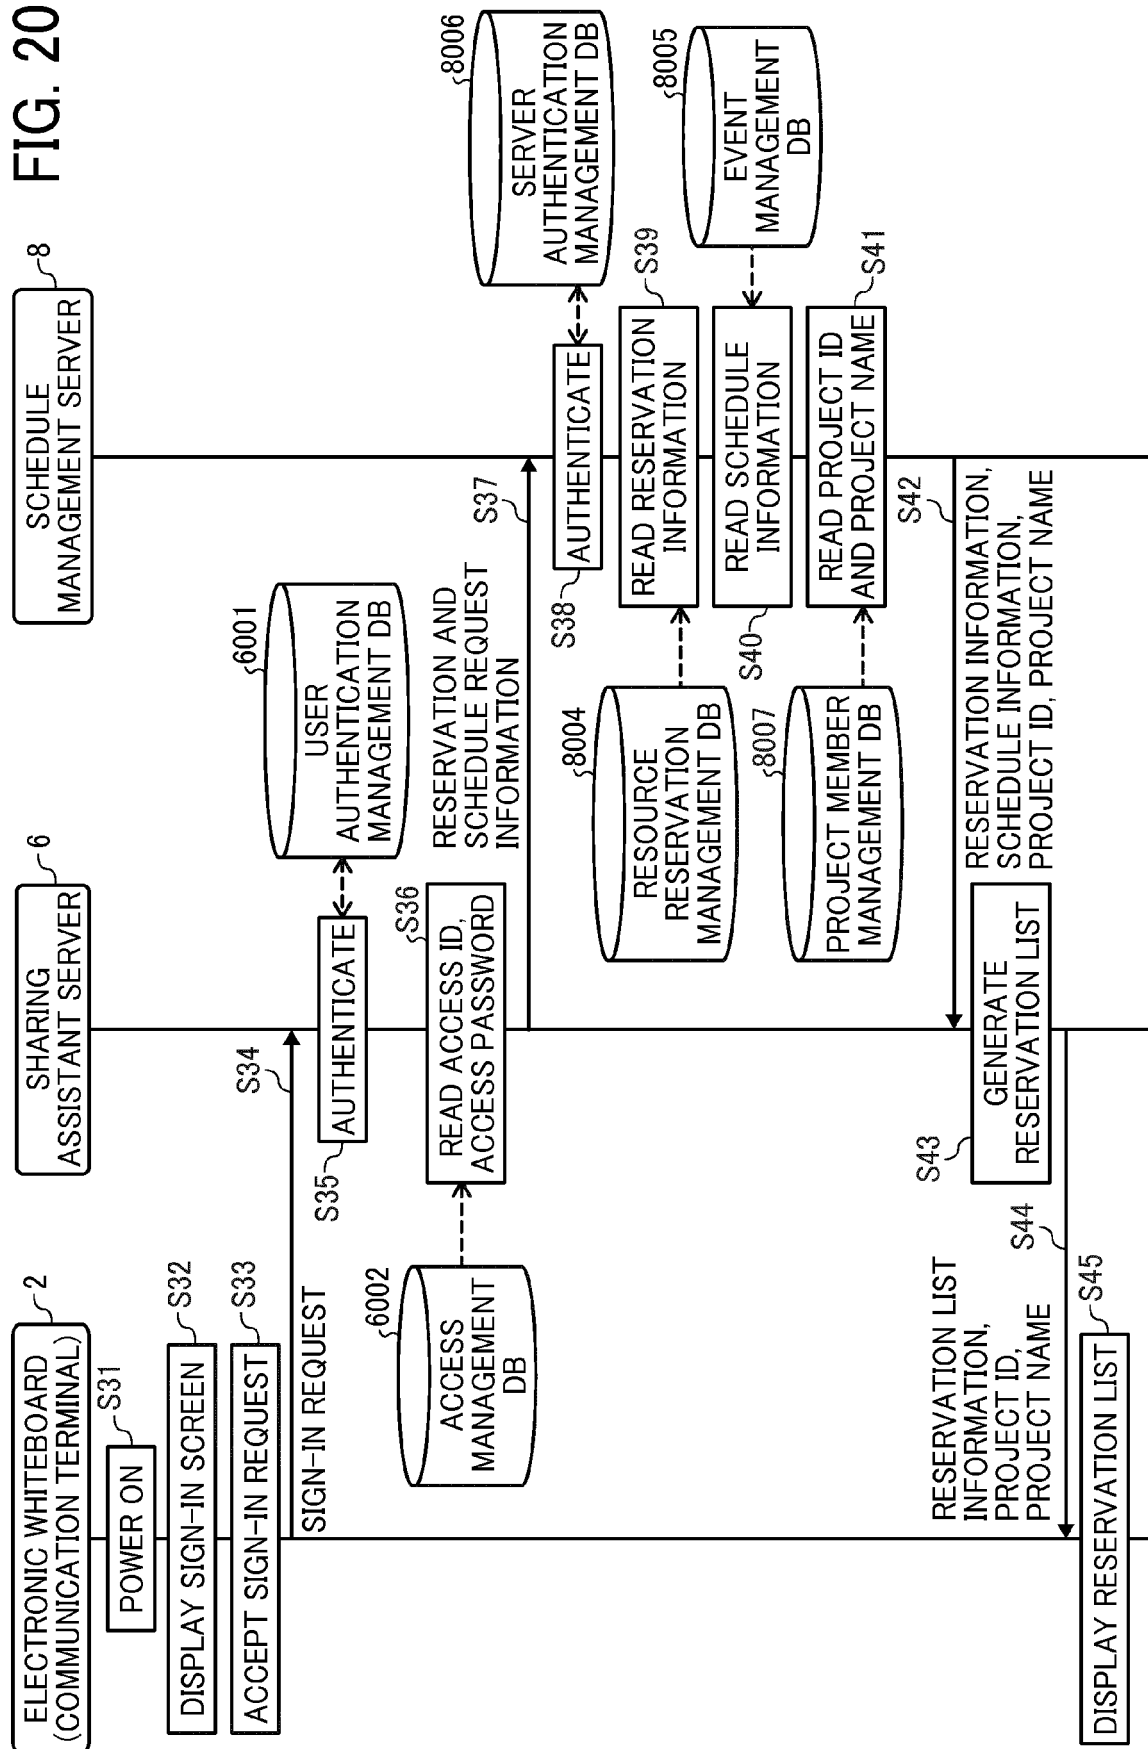 FIG. 20
ELECTRONIC WHITEBOARD
(COMMUNICATION TERMINAL)
2
SHARING
ASSISTANT SERVER
6
SCHEDULE
MANAGEMENT SERVER
8
POWER ON
S31
DISPLAY SIGN-IN SCREEN
S32
ACCEPT SIGN-IN REQUEST
S33
S34
SIGN-IN REQUEST
S35
AUTHENTICATE
6001
USER
AUTHENTICATION
MANAGEMENT DB
6002
ACCESS
MANAGEMENT
DB
READ ACCESS ID,
ACCESS PASSWORD
S36
RESERVATION AND
SCHEDULE REQUEST
INFORMATION
S37
S38
AUTHENTICATE
8006
SERVER
AUTHENTICATION
MANAGEMENT DB
8004
RESOURCE
RESERVATION
MANAGEMENT DB
READ RESERVATION
INFORMATION
S39
S40
READ SCHEDULE
INFORMATION
8005
EVENT
MANAGEMENT
DB
8007
PROJECT MEMBER
MANAGEMENT DB
READ PROJECT ID
AND PROJECT NAME
S41
S42
RESERVATION INFORMATION,
SCHEDULE INFORMATION,
PROJECT ID, PROJECT NAME
S43
GENERATE
RESERVATION LIST
S44
RESERVATION LIST
INFORMATION,
PROJECT ID,
PROJECT NAME
DISPLAY RESERVATION LIST
S45